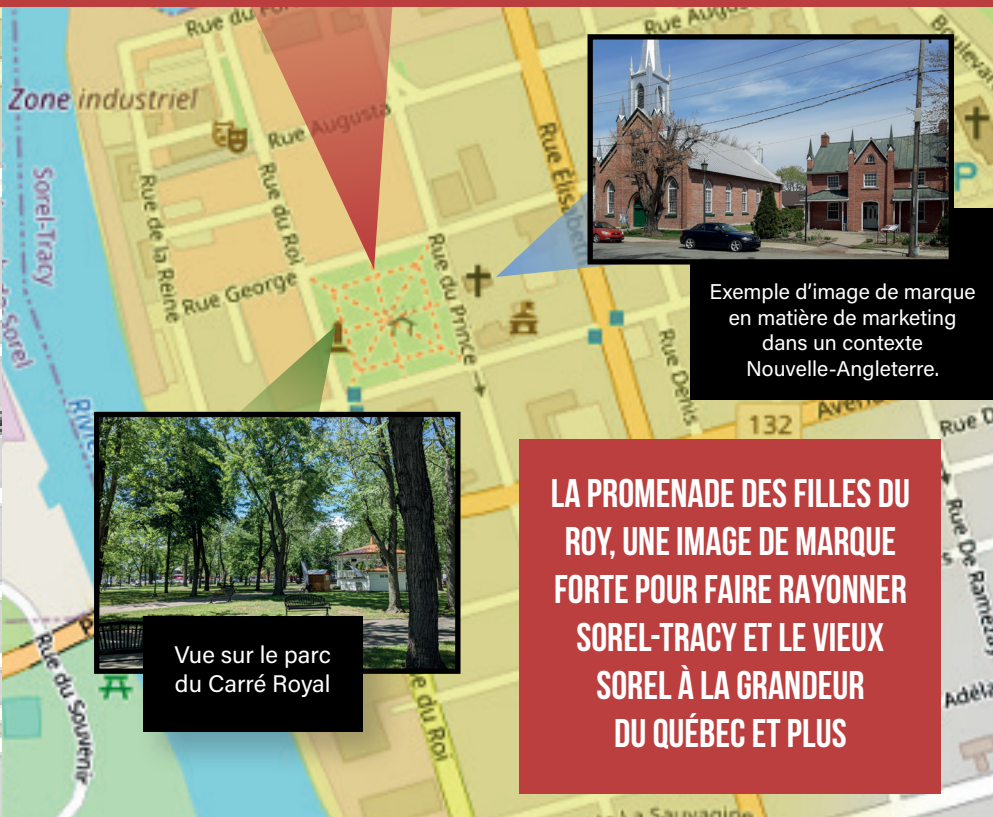 Rue du
Rue
Zone industriel
Rue Augusta
Sorel-Tracy
Rue de la Reine
Rue du Roi
Rue Elisabeth
P
Rue George
Rue du Prince
Exemple d'image de marque
en matière de marketing
dans un contexte
Nouvelle-Angleterre.
Rue Denis
132
Rue
LA PROMENADE DES FILLES DU
ROY, UNE IMAGE DE MARQUE
FORTE POUR FAIRE RAYONNER
SOREL-TRACY ET LE VIEUX
SOREL À LA GRANDEUR
DU QUÉBEC ET PLUS
Rue De Ramezay
Vue sur le parc
du Carré Royal
Rue du Souvenir
du Roi
La Sauvagine